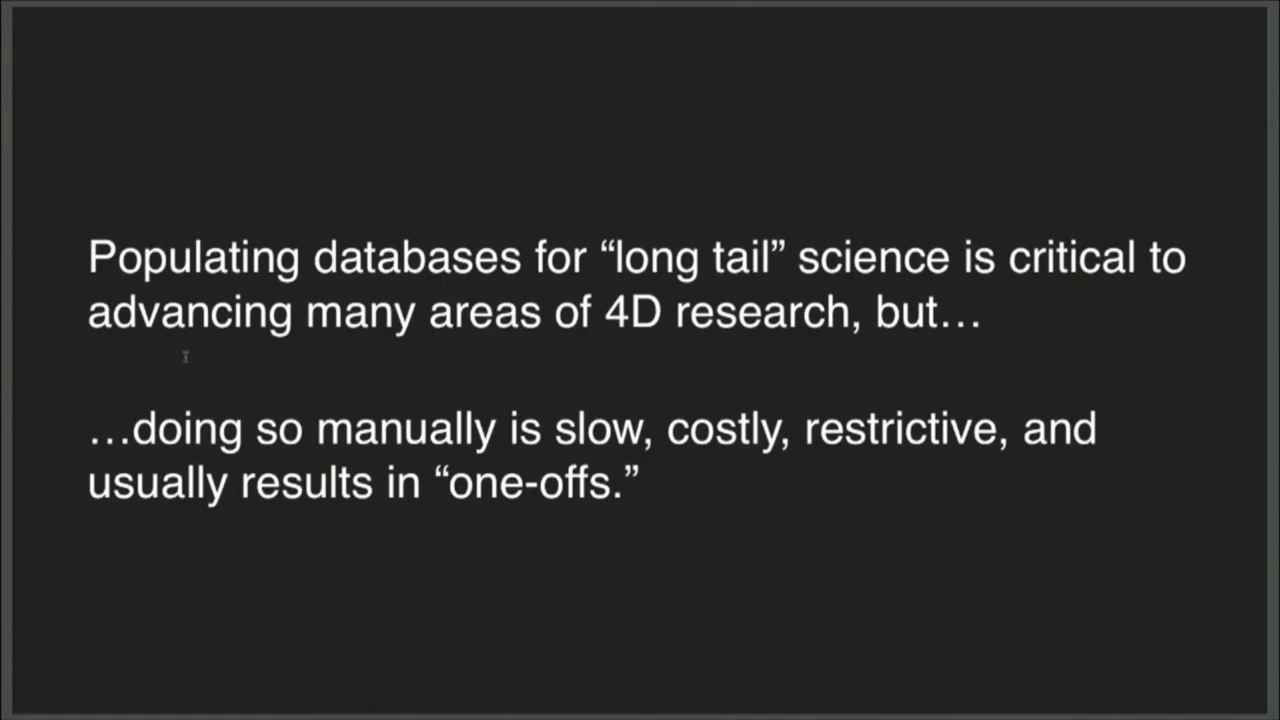 Populating databases for “long tail” science is critical to
advancing many areas of 4D research, but…
…doing so manually is slow, costly, restrictive, and
usually results in “one-offs.”